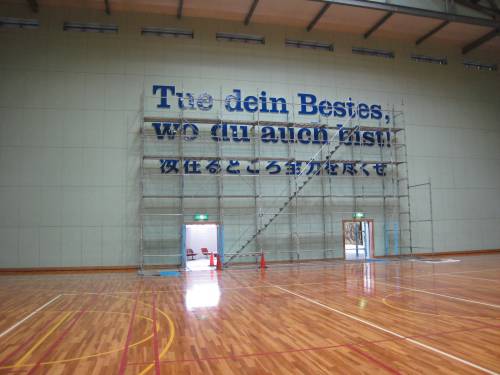 Tue dein Bestes,
wo du auch bist!
汝在るところ全力を尽くせ